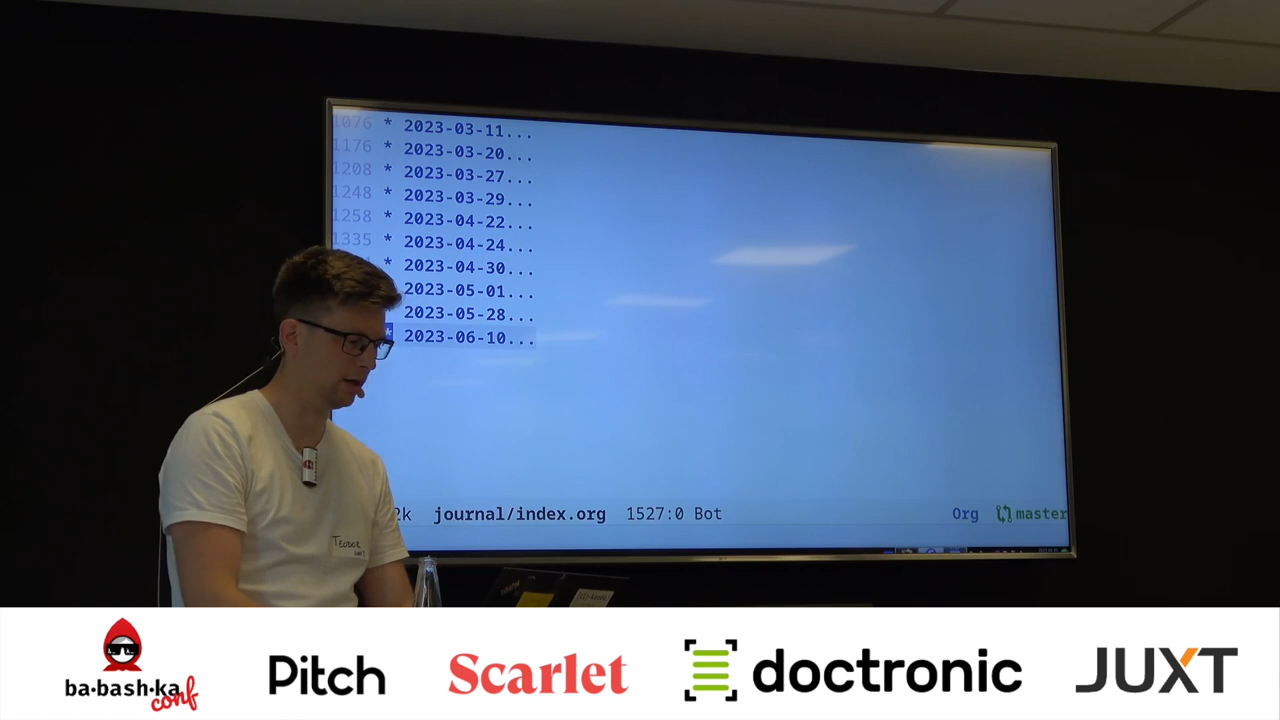 1076 * 2023-03-11...
1176 * 2023-03-20...
1208 * 2023-03-27...
1248 * 2023-03-29...
1258 * 2023-04-22...
1335 * 2023-04-24...
* 2023-04-30...
2023-05-01...
2023-05-28...
* 2023-06-10...
2k journal/index.org 1527:0 Bot Org master
TEODOR
ba·bash·ka
conf
Pitch
Scarlet
doctronic
JUXT